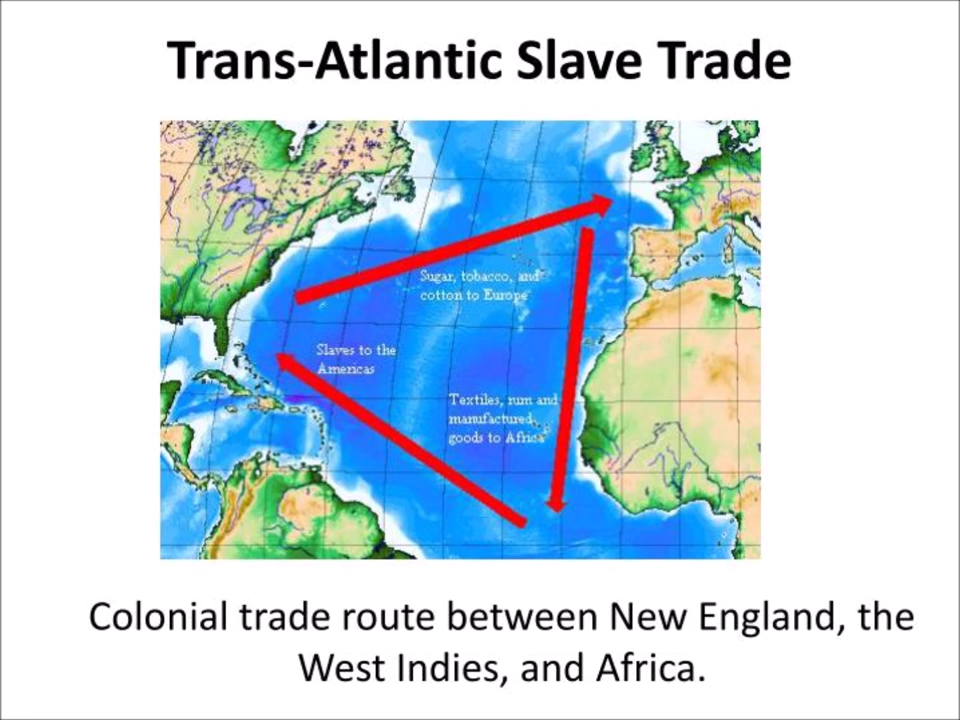 Trans-Atlantic Slave Trade
Sugar, tobacco, and
cotton to Europe
Slaves to the
Americas
Textiles, rum and
manufactured
goods to Africa
Colonial trade route between New England, the
West Indies, and Africa.